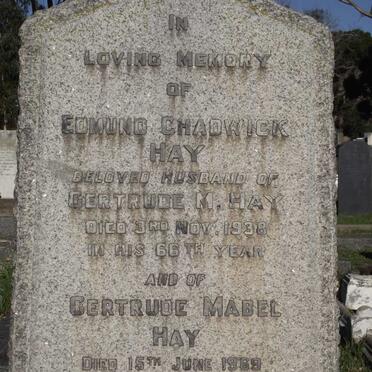 IN
LOVING MEMORY
OF
EDMUND CHADWICK
HAY
BELOVED HUSBAND OF
GERTRUDE M. HAY
DIED 3RD NOV. 1938
IN HIS 66TH YEAR
AND OF
GERTRUDE MABEL
HAY
DIED 15TH JUNE 1969